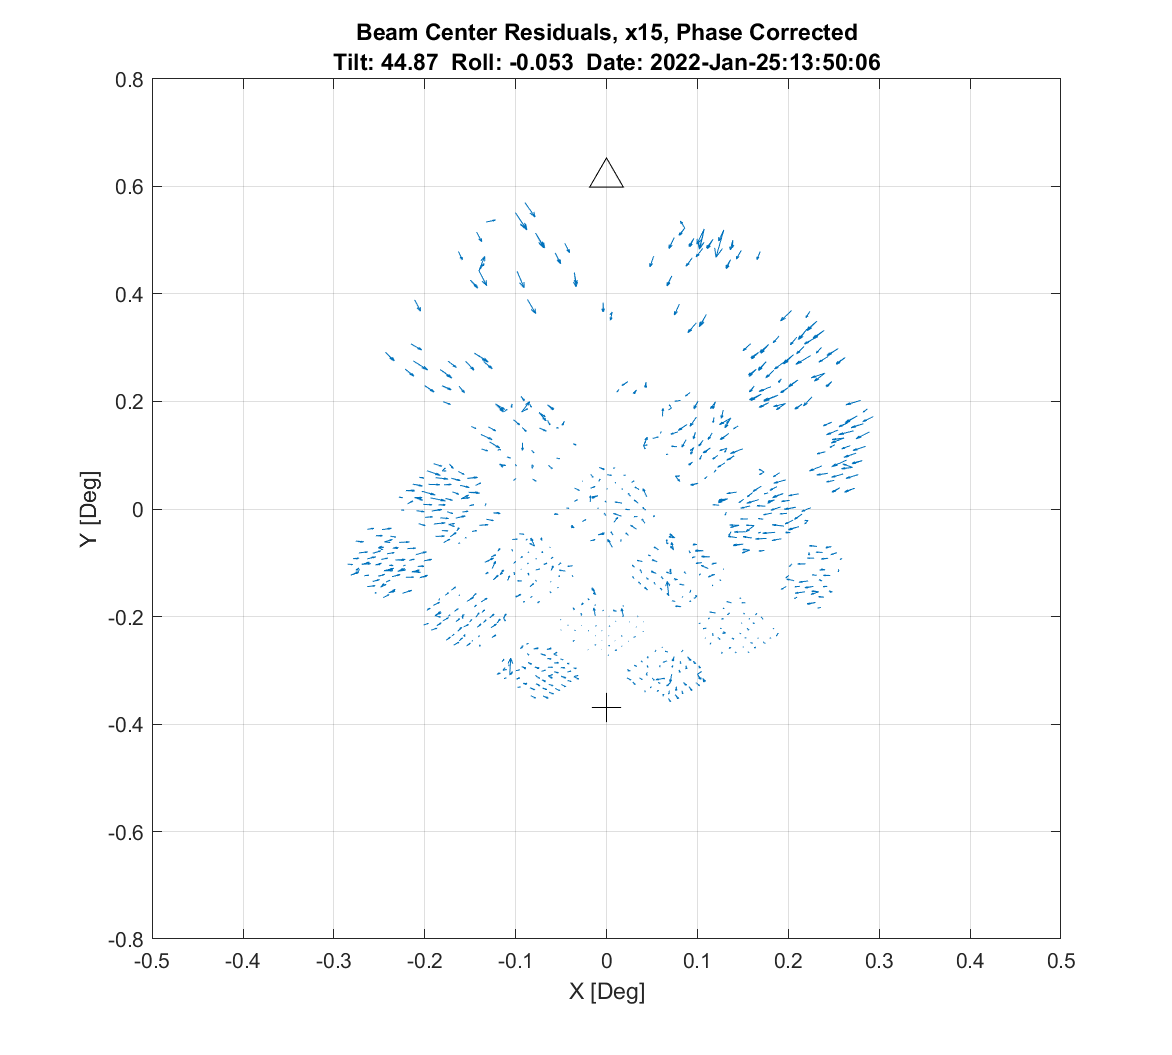 Beam Center Residuals, x15, Phase Corrected
Tilt: 44.87 Roll: -0.053 Date: 2022-Jan-25:13:50:06
0.8
0.6
0.4
0.2
0
-0.2
-0.4
-0.6
-0.8
Y [Deg]
-0.5 -0.4 -0.3 -0.2 -0.1 0 0.1 0.2 0.3 0.4 0.5
X [Deg]